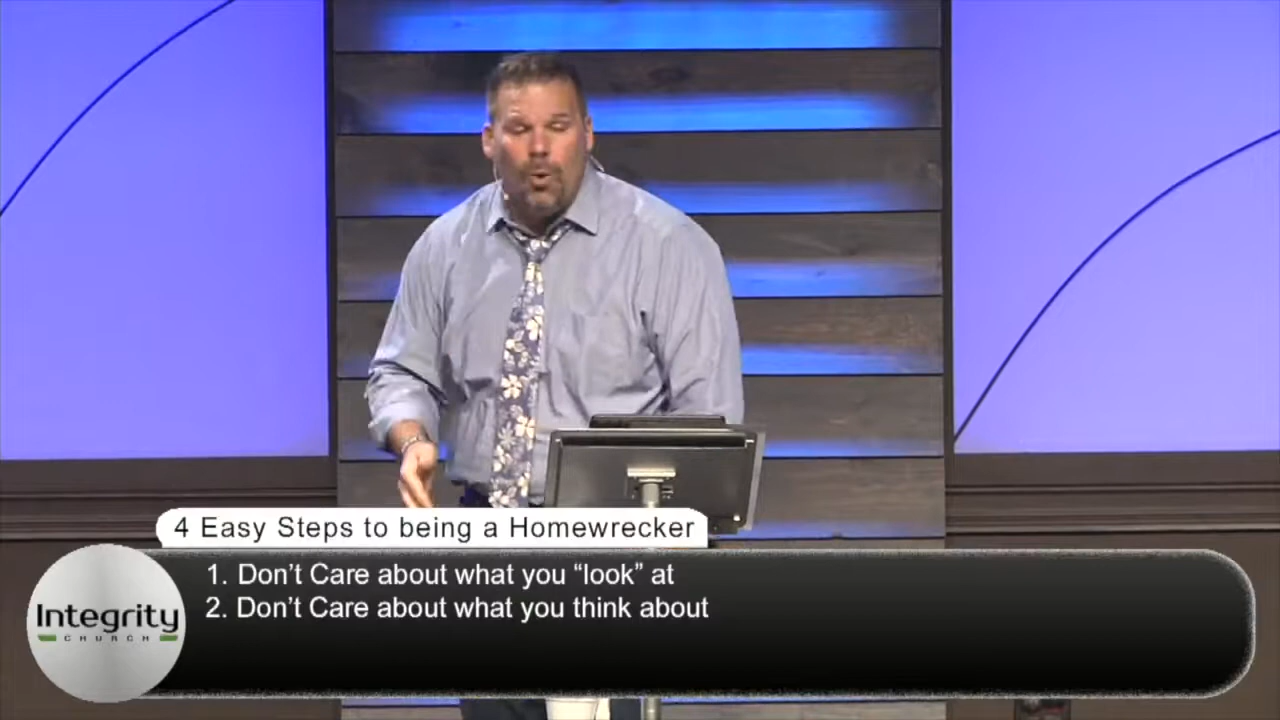 4 Easy Steps to being a Homewrecker
1. Don’t Care about what you “look” at
2. Don’t Care about what you think about
Integrity
CHURCH